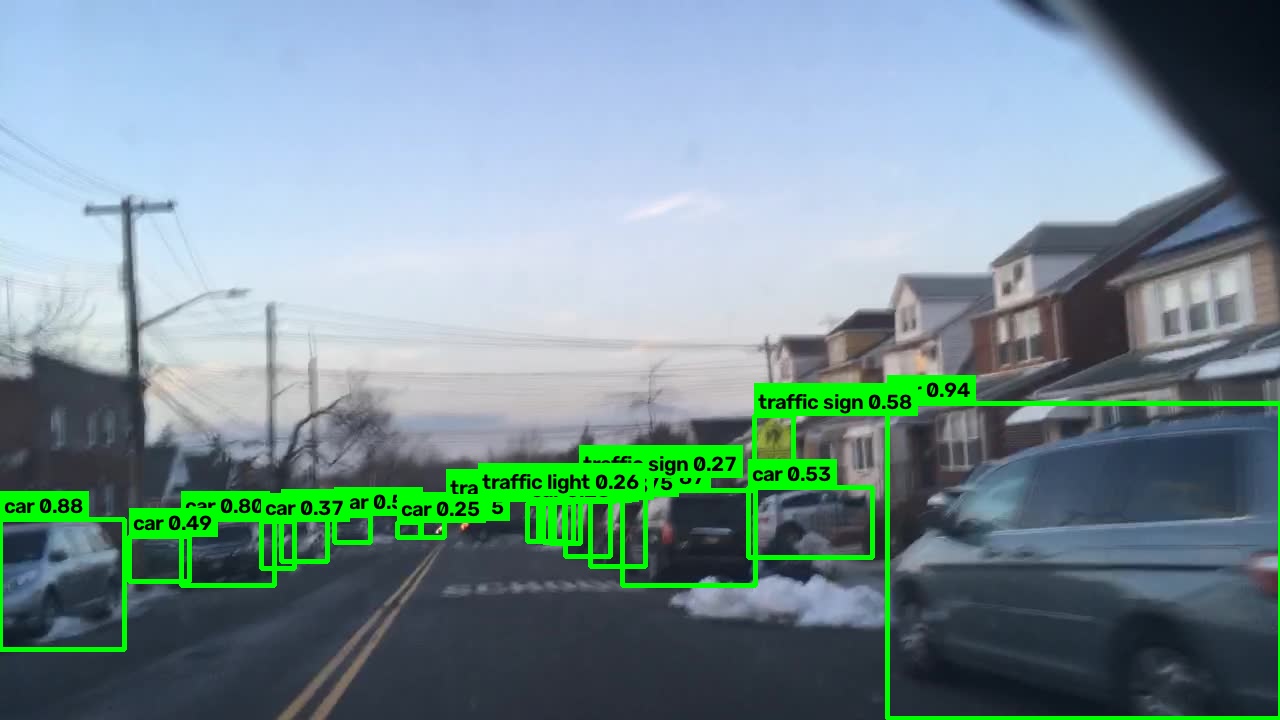 traffic sign 0.58
r 0.94
traffic sign 0.27
car 0.53
traffic light 0.26
car 0.88
car 0.80
car 0.49
car 0.37
car 0.25
SCHOOL